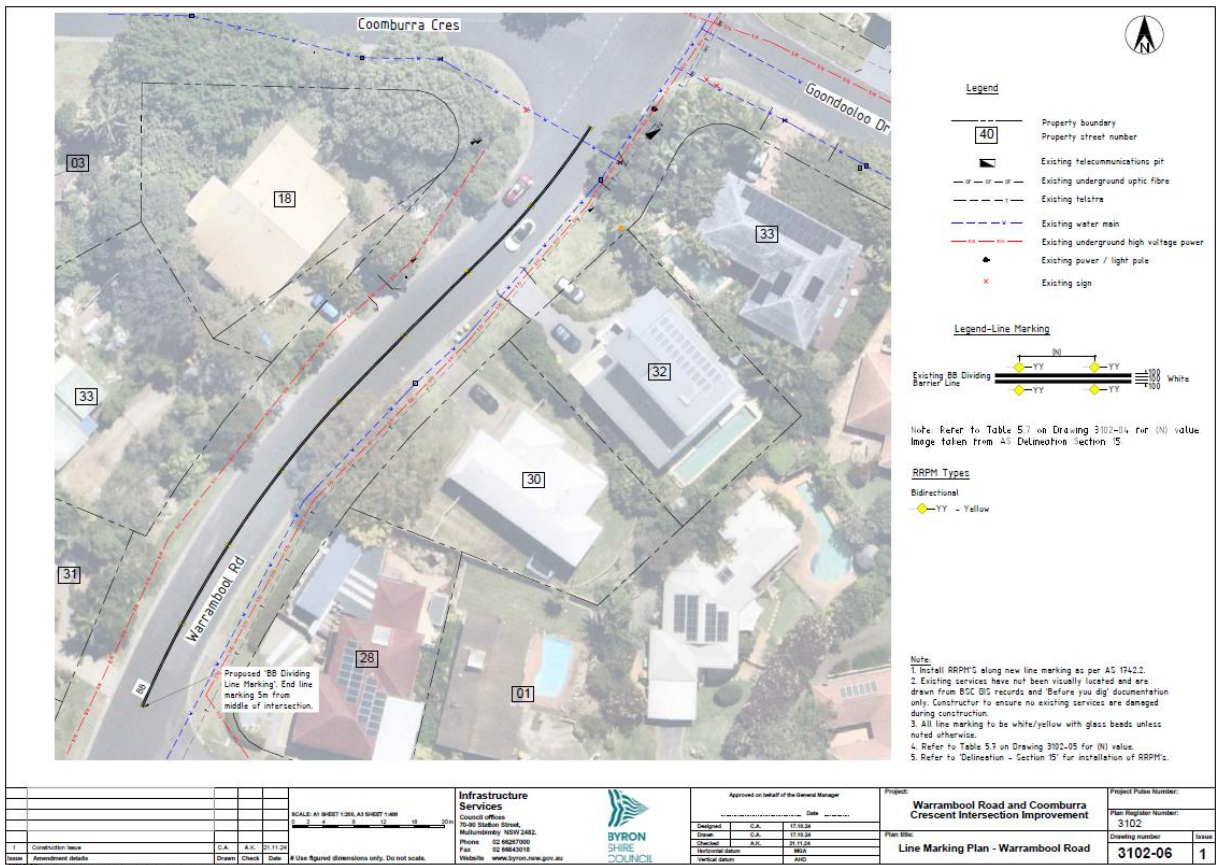 Coomburra Cres
Goondooloo Dr
Warrambool Rd
03
18
33
33
32
30
31
28
01
BB
Proposed 'BB Dividing
Line Marking'. End line
marking 5m from
middle of intersection.
N
Legend
Property boundary
40
Property street number
Existing telecommunications pit
Existing underground optic fibre
Existing telstra
Existing water main
Existing underground high voltage power
Existing power / light pole
Existing sign
Legend-Line Marking
(N)
YY YY
Existing BB Dividing
Barrier Line
100
100
100
White
YY YY
Note: Refer to Table 5.7 on Drawing 3102-04 for (N) value.
Image taken from AS Delineation Section 15.
RRPM Types
Bidirectional
YY - Yellow
Note:
1. Install RRPM'S along new line marking as per AS 1742.2.
2. Existing services have not been visually located and are
drawn from BSC GIS records and 'Before you dig' documentation
only. Constructor to ensure no existing services are damaged
during construction.
3. All line marking to be white/yellow with glass beads unless
noted otherwise.
4. Refer to Table 5.7 on Drawing 3102-05 for (N) value.
5. Refer to 'Delineation - Section 15' for installation of RRPM's.
1 Construction Issue C.A. A.K. 21.11.24
Issue Amendment details Drawn Check Date
SCALE: A1 SHEET 1:200, A3 SHEET 1:400
0 4 8 12 16 20m
# Use figured dimensions only. Do not scale.
Infrastructure
Services
Council offices
70-90 Station Street,
Mullumbimby NSW 2482.
Phone 02 66267000
Fax 02 66843018
Website www.byron.nsw.gov.au
BYRON
SHIRE
COUNCIL
Approved on behalf of the General Manager
Date
Designed C.A. 17.10.24
Drawn C.A. 17.10.24
Checked A.K. 21.11.24
Horizontal datum MGA
Vertical datum AHD
Project:
Warrambool Road and Coomburra
Crescent Intersection Improvement
Plan title:
Line Marking Plan - Warrambool Road
Project Pulse Number:
Plan Register Number:
3102
Drawing number Issue
3102-06 1